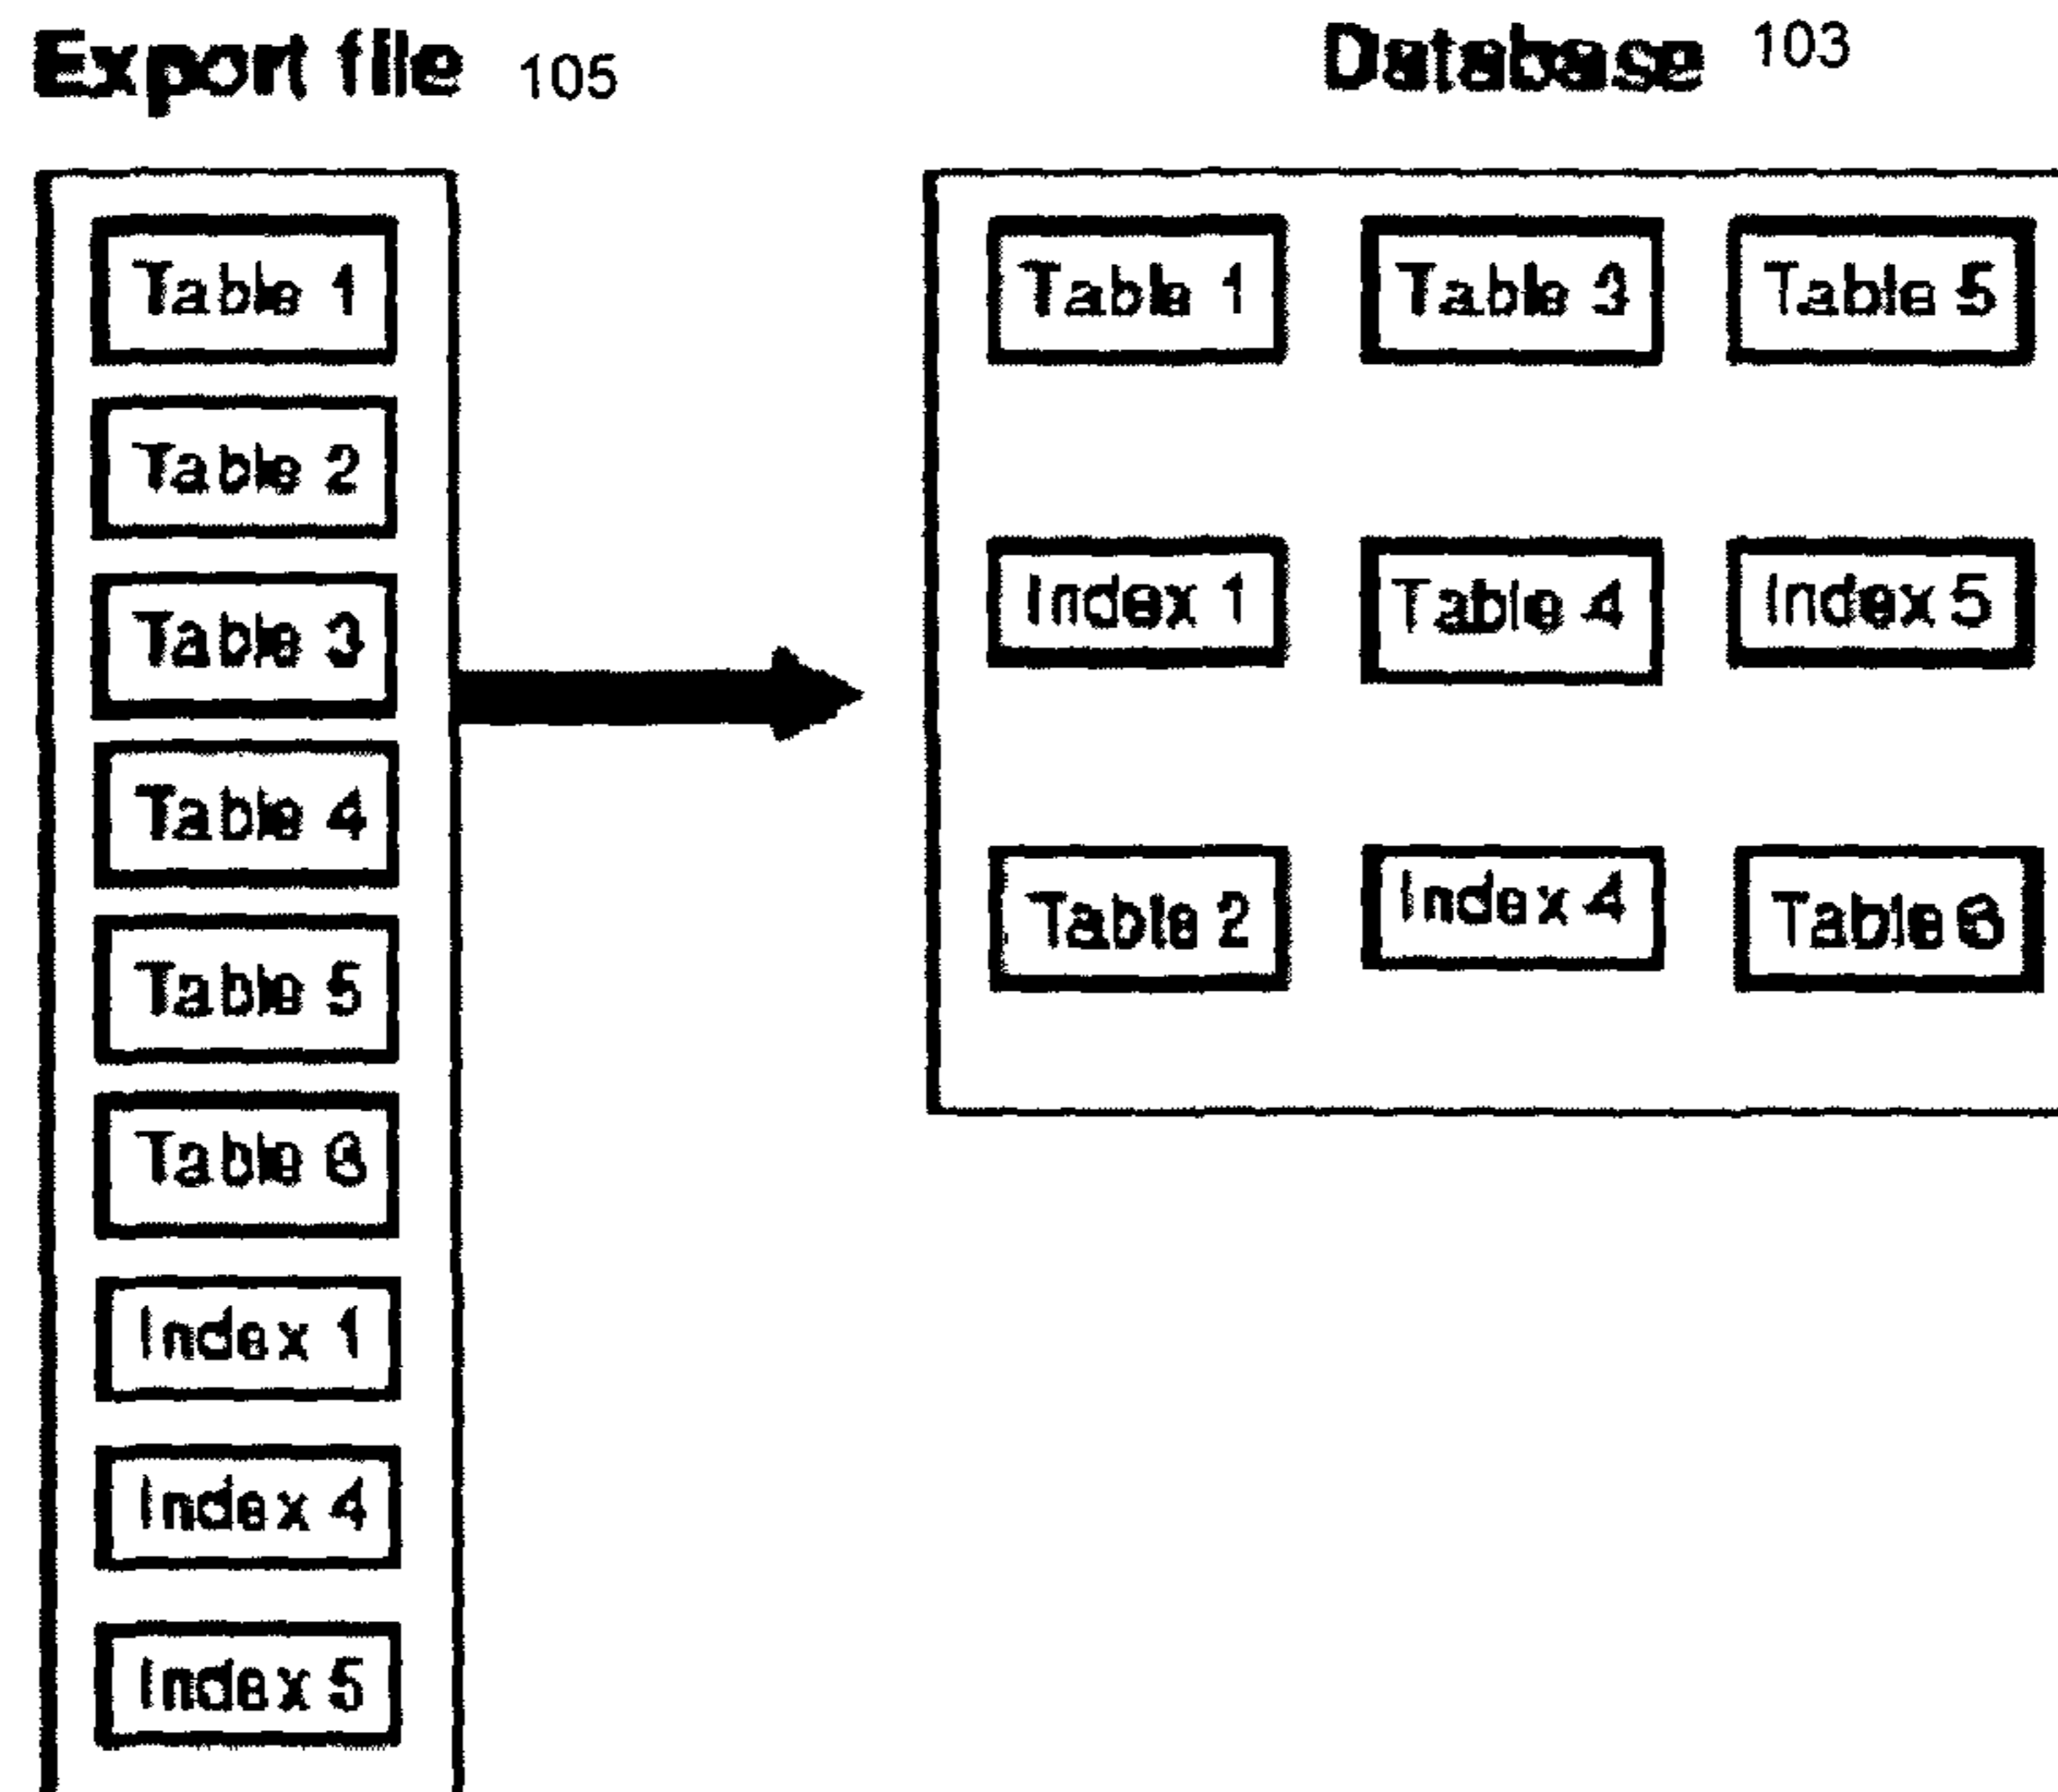 Export file 105
Database 103
Table 1
Table 2
Table 3
Table 4
Table 5
Table 6
Index 1
Index 4
Index 5
Table 1 Table 3 Table 5
Index 1 Table 4 Index 5
Table 2 Index 4 Table 6